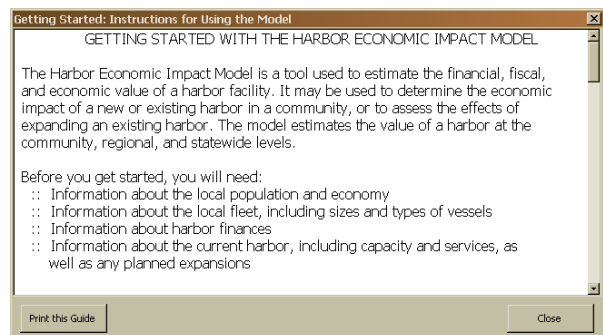 Getting Started: Instructions for Using the Model
GETTING STARTED WITH THE HARBOR ECONOMIC IMPACT MODEL
The Harbor Economic Impact Model is a tool used to estimate the financial, fiscal,
and economic value of a harbor facility. It may be used to determine the economic
impact of a new or existing harbor in a community, or to assess the effects of
expanding an existing harbor. The model estimates the value of a harbor at the
community, regional, and statewide levels.
Before you get started, you will need:
:: Information about the local population and economy
:: Information about the local fleet, including sizes and types of vessels
:: Information about harbor finances
:: Information about the current harbor, including capacity and services, as
well as any planned expansions
Print this Guide
Close